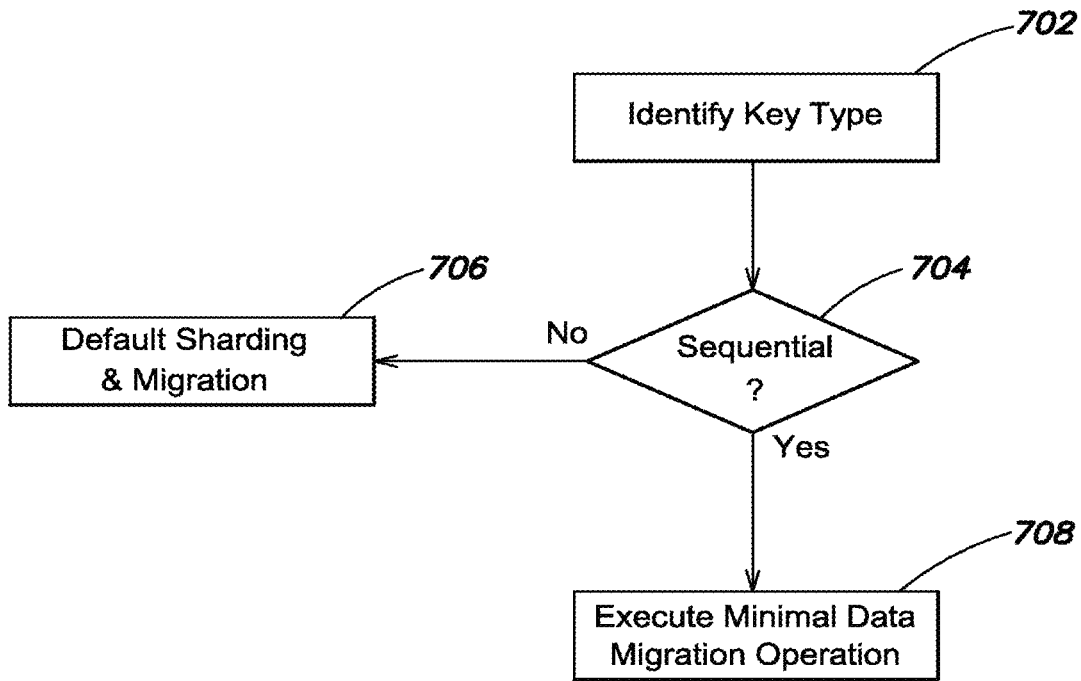 702
Identify Key Type
706
704
Default Sharding
& Migration
No
Sequential
?
Yes
708
Execute Minimal Data
Migration Operation